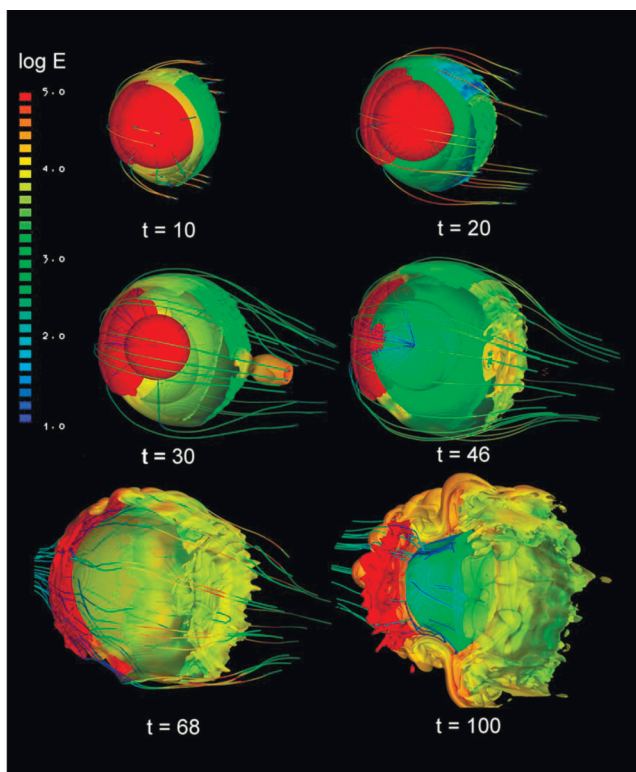 log E
5.0
4.0
3.0
2.0
1.0
t = 10
t = 20
t = 30
t = 46
t = 68
t = 100